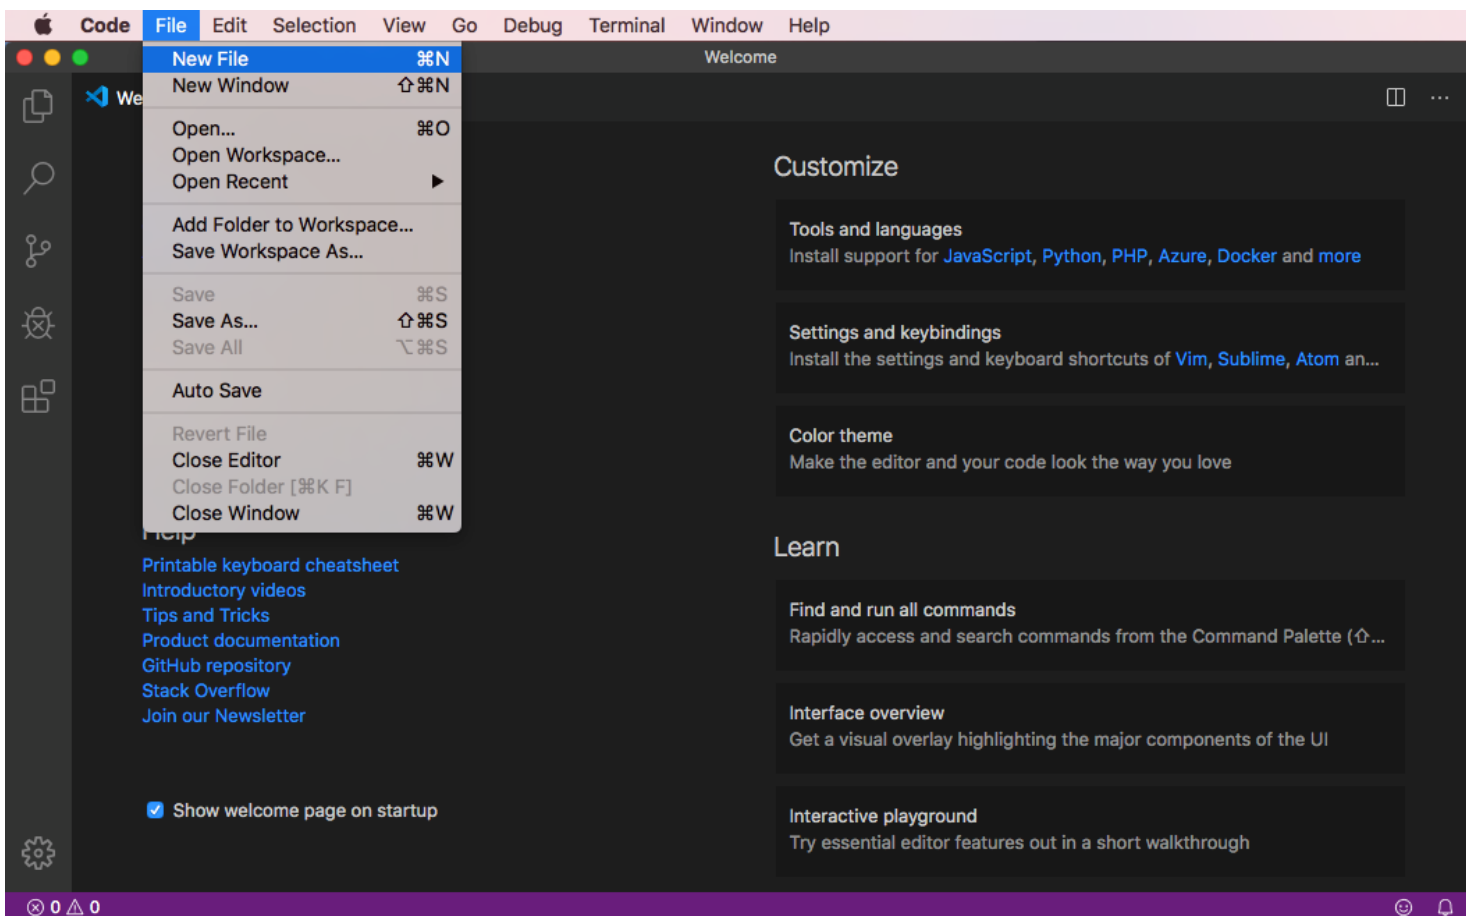 Code File Edit Selection View Go Debug Terminal Window Help
Welcome
New File ⌘N
New Window ⇧⌘N
Open... ⌘O
Open Workspace...
Open Recent ▶
Add Folder to Workspace...
Save Workspace As...
Save ⌘S
Save As... ⇧⌘S
Save All ⌥⌘S
Auto Save
Revert File
Close Editor ⌘W
Close Folder [⌘K F]
Close Window ⌘W
We
Help
Printable keyboard cheatsheet
Introductory videos
Tips and Tricks
Product documentation
GitHub repository
Stack Overflow
Join our Newsletter
Show welcome page on startup
Customize
Tools and languages
Install support for JavaScript, Python, PHP, Azure, Docker and more
Settings and keybindings
Install the settings and keyboard shortcuts of Vim, Sublime, Atom an...
Color theme
Make the editor and your code look the way you love
Learn
Find and run all commands
Rapidly access and search commands from the Command Palette (⇧...
Interface overview
Get a visual overlay highlighting the major components of the UI
Interactive playground
Try essential editor features out in a short walkthrough
0 0